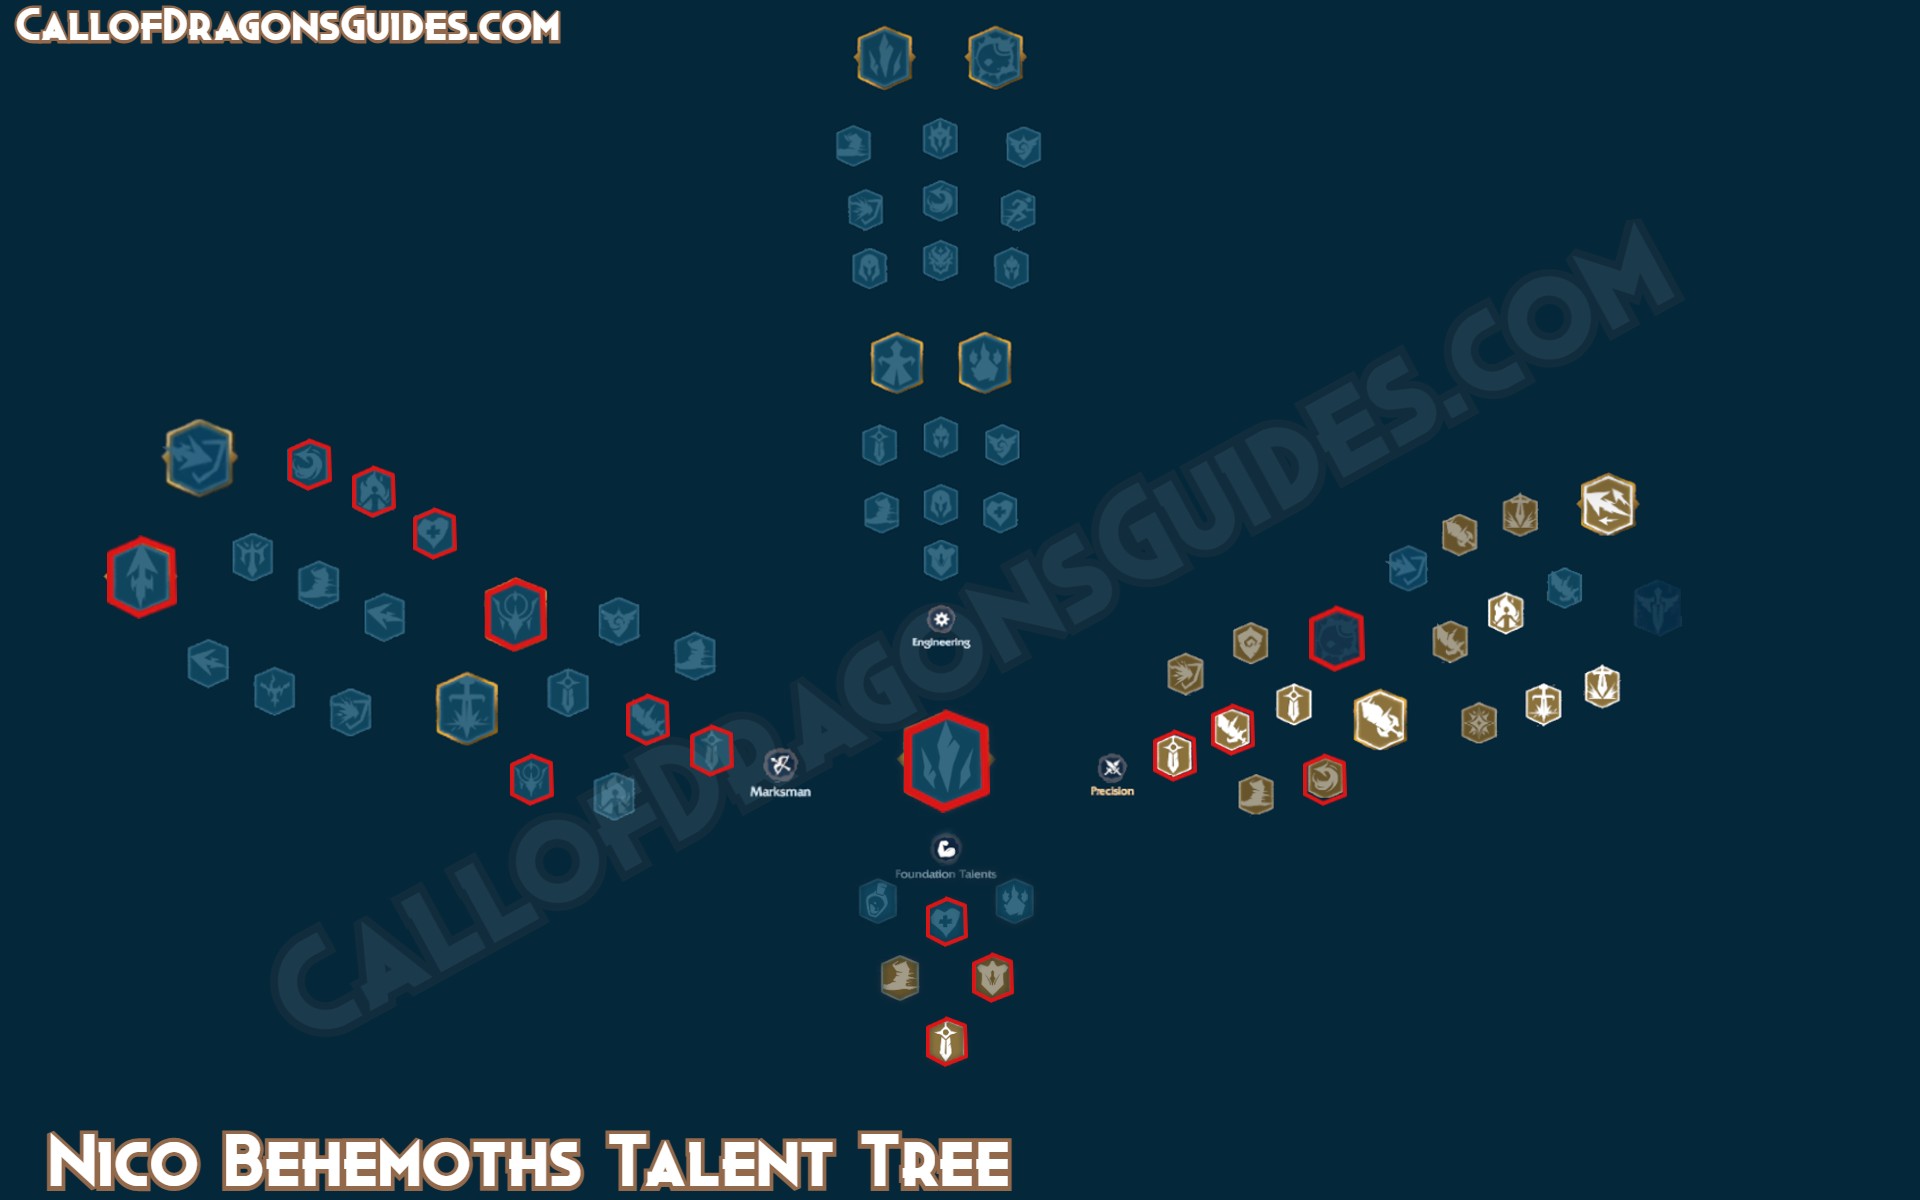 CallofDragonsGuides.com
CallofDragonsGuides.com
Engineering
Marksman
Precision
Foundation Talents
Nico Behemoths Talent Tree